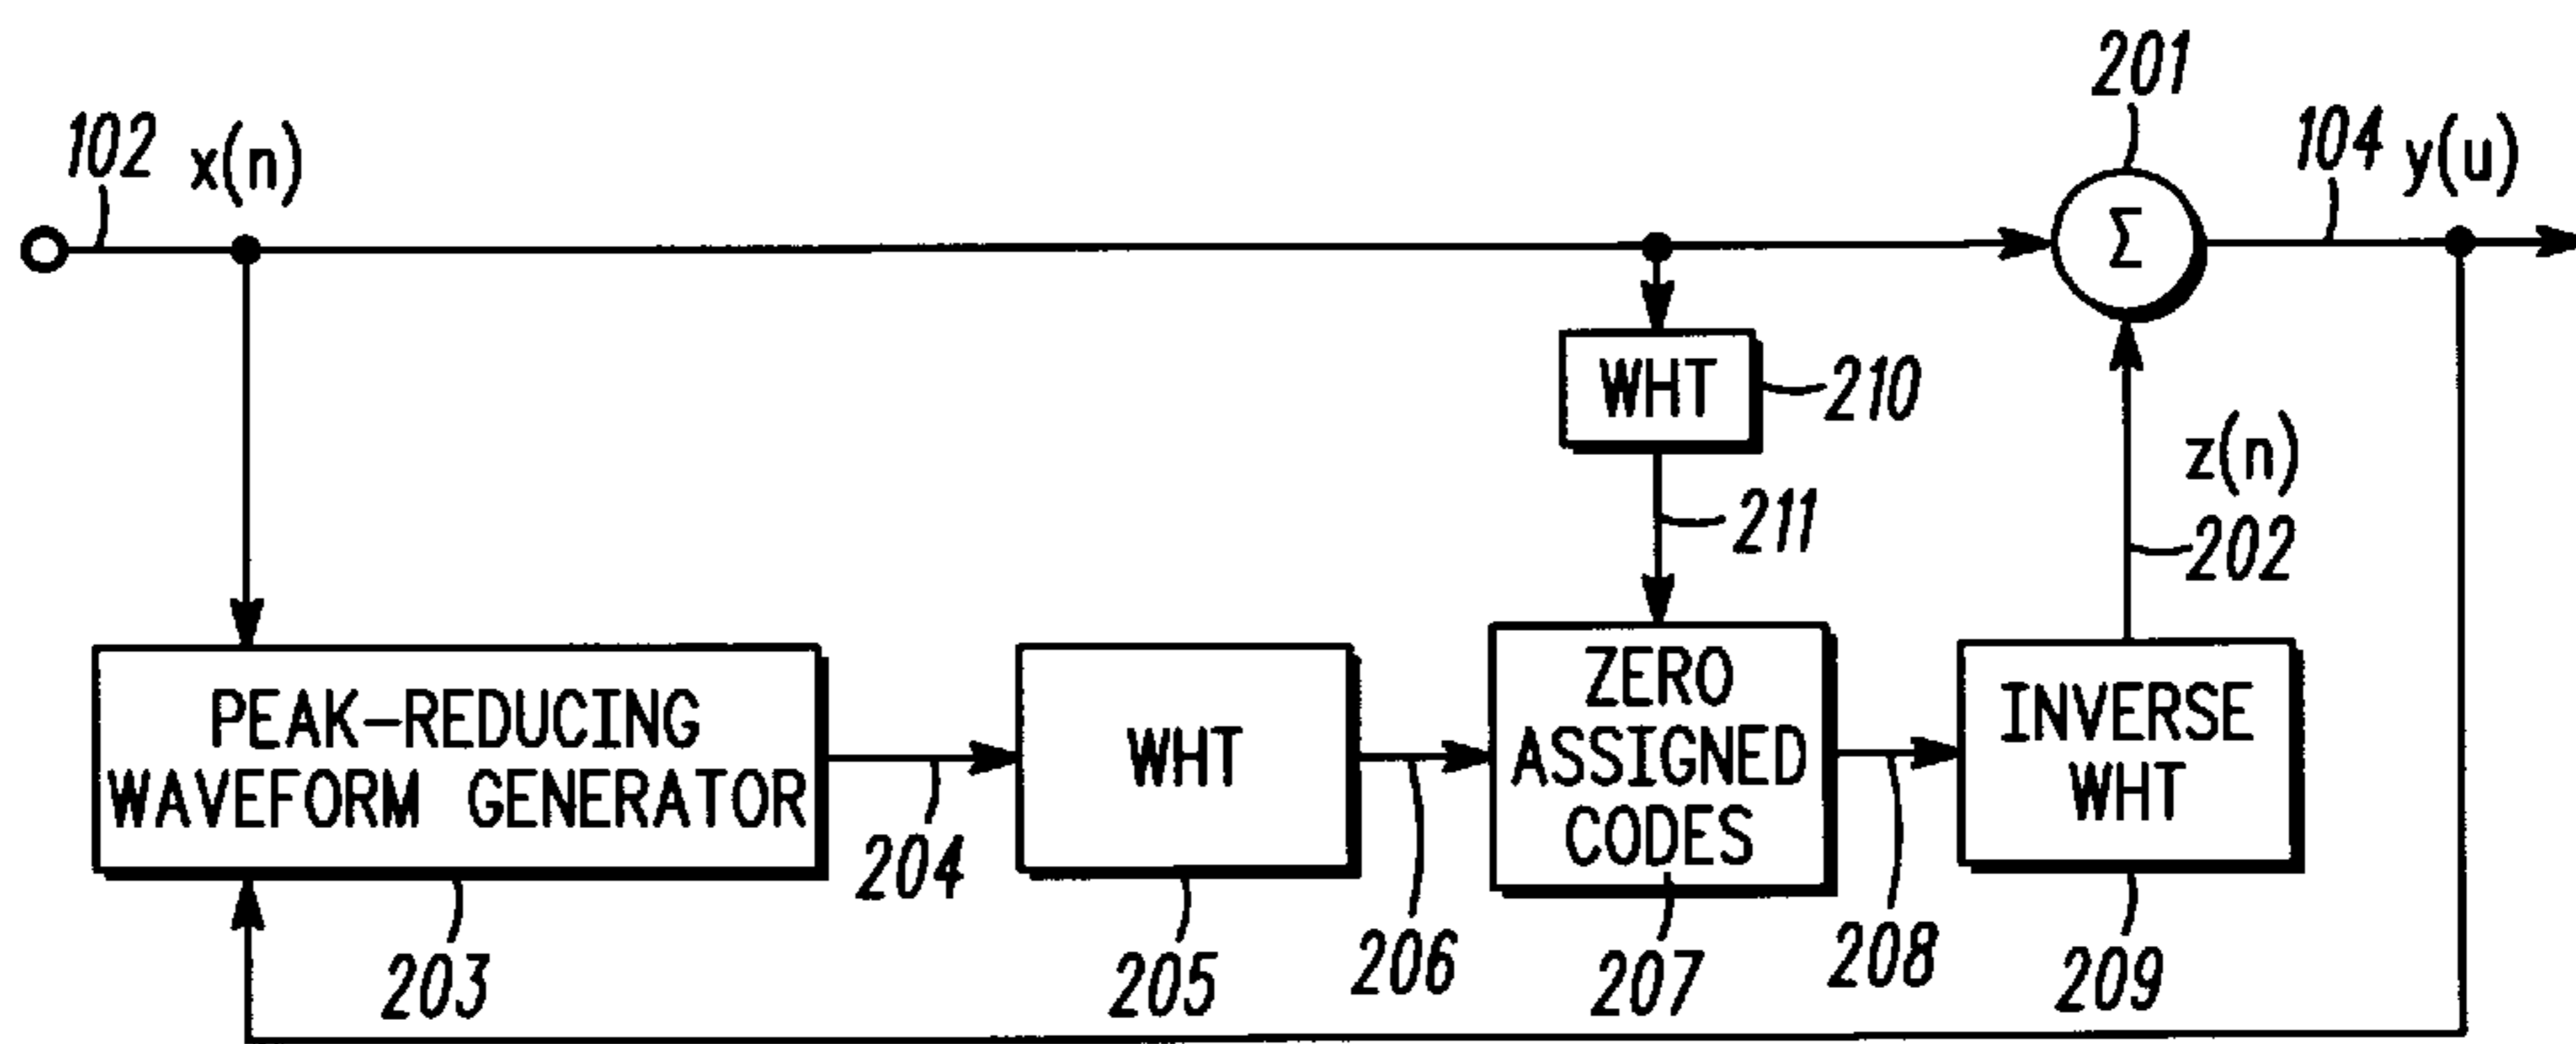 201
102 x(n)
104 y(u)
Σ
WHT
210
211
z(n)
202
PEAK-REDUCING
WAVEFORM GENERATOR
204
203
WHT
205
206
ZERO
ASSIGNED
CODES
207
208
INVERSE
WHT
209